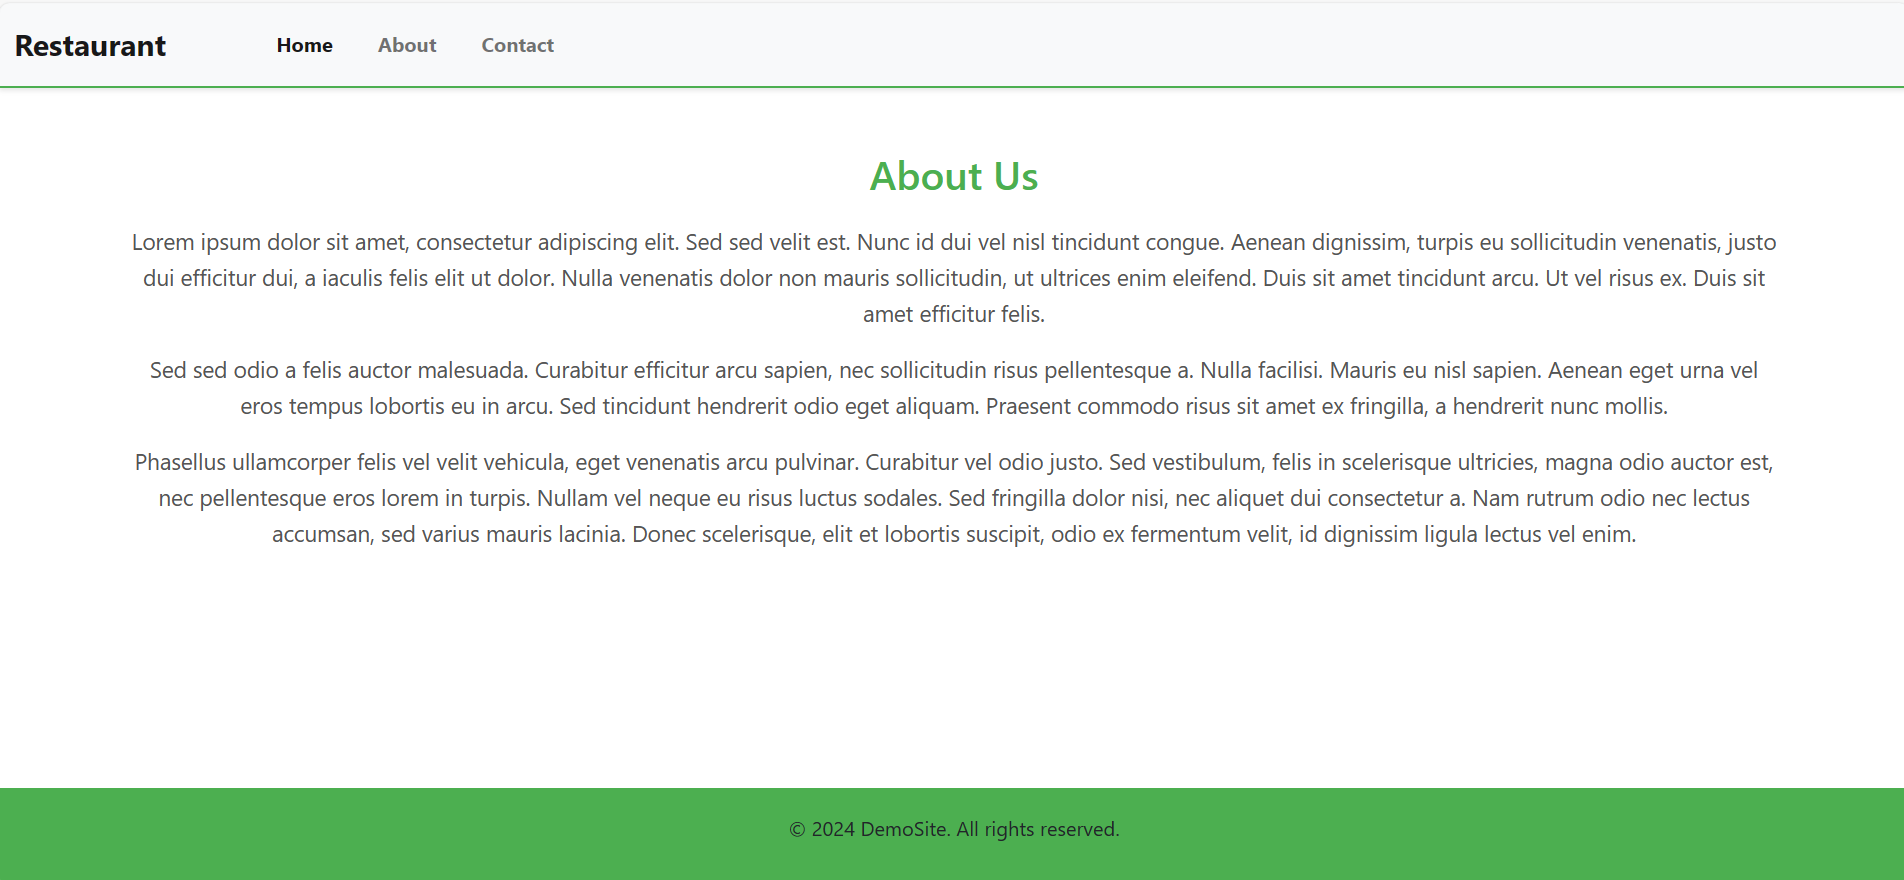 Restaurant Home About Contact
About Us
Lorem ipsum dolor sit amet, consectetur adipiscing elit. Sed sed velit est. Nunc id dui vel nisl tincidunt congue. Aenean dignissim, turpis eu sollicitudin venenatis, justo
dui efficitur dui, a iaculis felis elit ut dolor. Nulla venenatis dolor non mauris sollicitudin, ut ultrices enim eleifend. Duis sit amet tincidunt arcu. Ut vel risus ex. Duis sit
amet efficitur felis.
Sed sed odio a felis auctor malesuada. Curabitur efficitur arcu sapien, nec sollicitudin risus pellentesque a. Nulla facilisi. Mauris eu nisl sapien. Aenean eget urna vel
eros tempus lobortis eu in arcu. Sed tincidunt hendrerit odio eget aliquam. Praesent commodo risus sit amet ex fringilla, a hendrerit nunc mollis.
Phasellus ullamcorper felis vel velit vehicula, eget venenatis arcu pulvinar. Curabitur vel odio justo. Sed vestibulum, felis in scelerisque ultricies, magna odio auctor est,
nec pellentesque eros lorem in turpis. Nullam vel neque eu risus luctus sodales. Sed fringilla dolor nisi, nec aliquet dui consectetur a. Nam rutrum odio nec lectus
accumsan, sed varius mauris lacinia. Donec scelerisque, elit et lobortis suscipit, odio ex fermentum velit, id dignissim ligula lectus vel enim.
© 2024 DemoSite. All rights reserved.